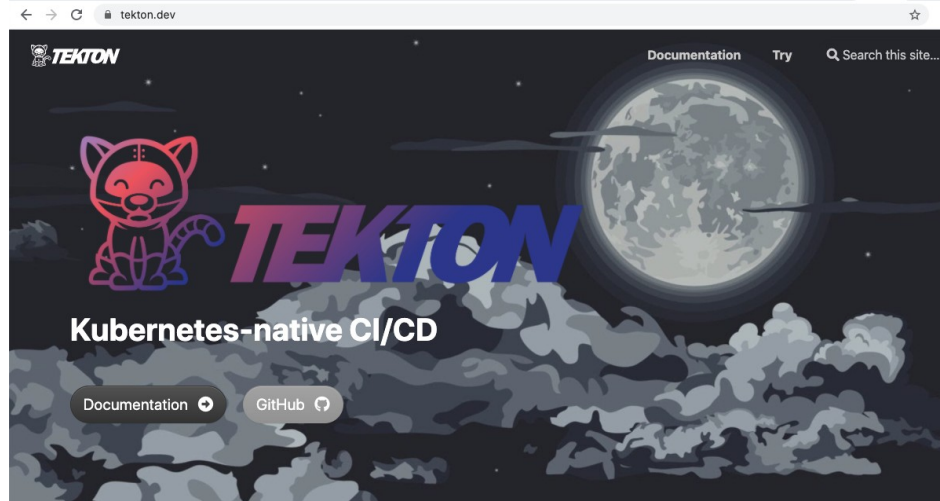 tekton.dev
TEKTON
Documentation Try Search this site...
TEKTON
Kubernetes-native CI/CD
Documentation
GitHub